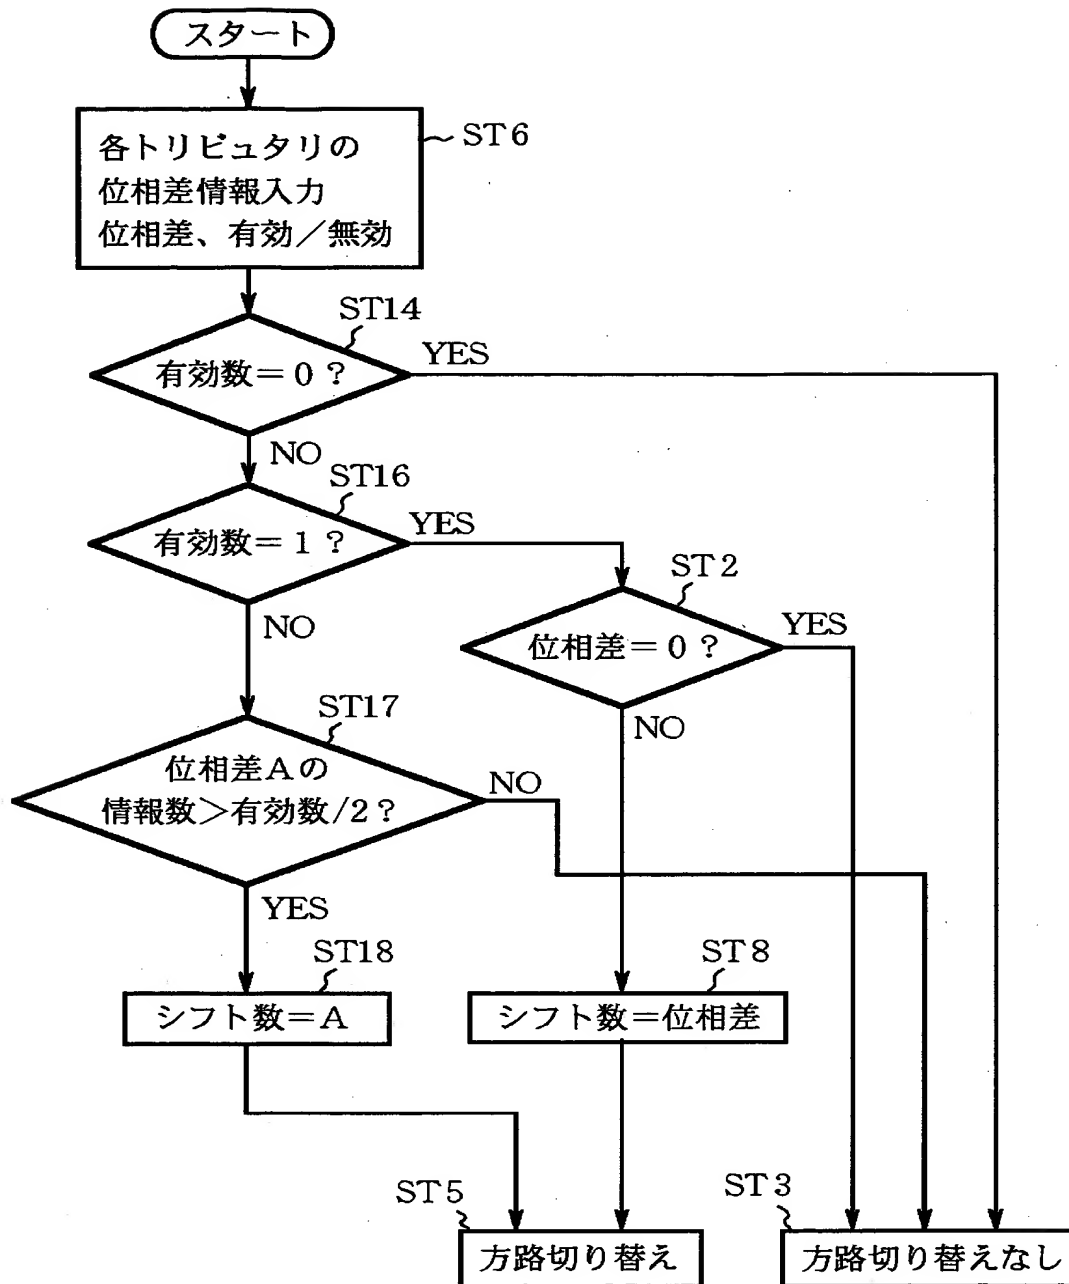 スタート
各トリビュタリの
位相差情報入力
位相差、有効／無効
ST6
ST14
有効数＝0？
YES
NO
ST16
有効数＝1？
YES
NO
ST2
位相差＝0？
YES
NO
ST17
位相差Aの
情報数＞有効数/2？
NO
YES
ST18
シフト数＝A
ST8
シフト数＝位相差
ST5
方路切り替え
ST3
方路切り替えなし